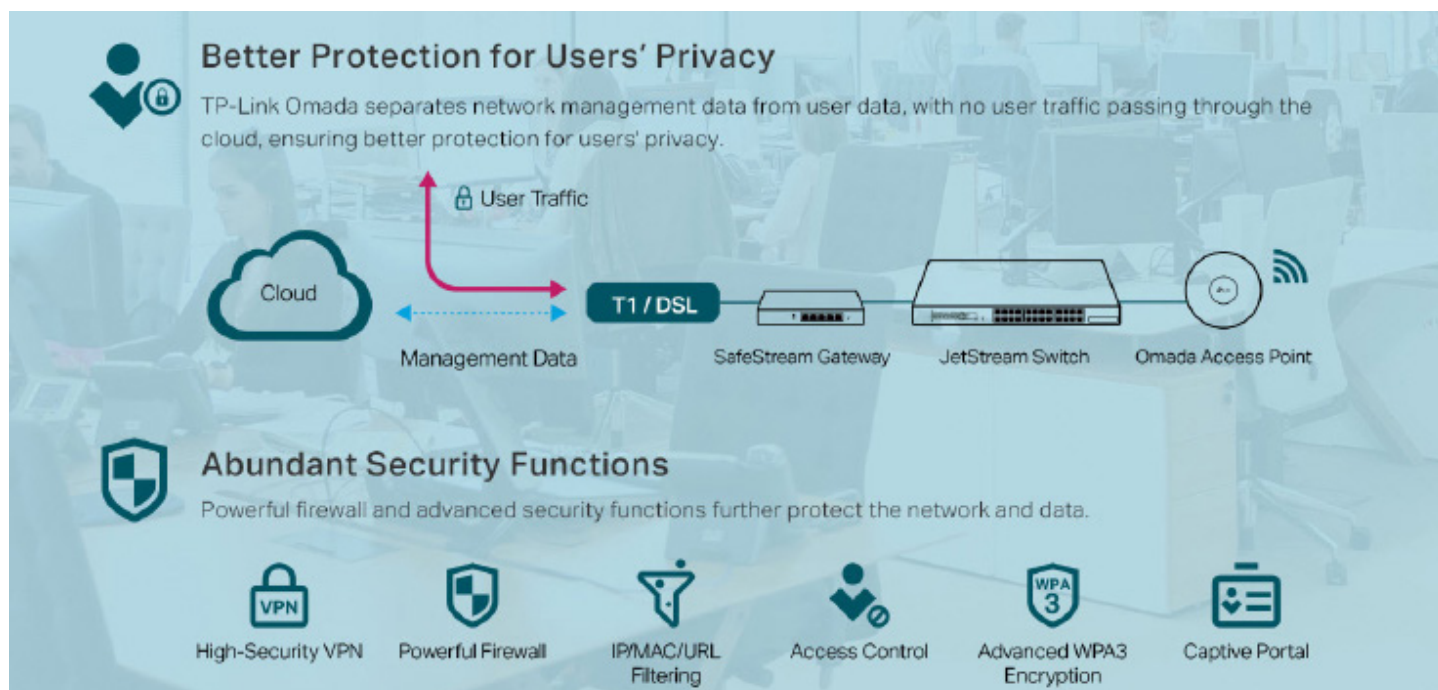 Better Protection for Users' Privacy
TP-Link Omada separates network management data from user data, with no user traffic passing through the
cloud, ensuring better protection for users' privacy.
User Traffic
Cloud
T1 / DSL
Management Data
SafeStream Gateway
JetStream Switch
Omada Access Point
Abundant Security Functions
Powerful firewall and advanced security functions further protect the network and data.
VPN
WPA
3
High-Security VPN
Powerful Firewall
IP/MAC/URL
Filtering
Access Control
Advanced WPA3
Encryption
Captive Portal